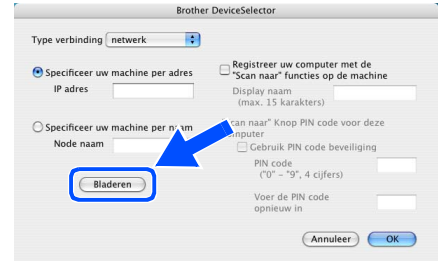 Brother DeviceSelector
Type verbinding netwerk
Specificeer uw machine per adres
IP adres
Specificeer uw machine per naam
Node naam
Bladeren
Registreer uw computer met de
"Scan naar" functies op de machine
Display naam
(max. 15 karakters)
can naar" Knop PIN code voor deze
mputer
Gebruik PIN code beveiliging
PIN code
("0" – "9", 4 cijfers)
Voer de PIN code
opnieuw in
Annuleer
OK